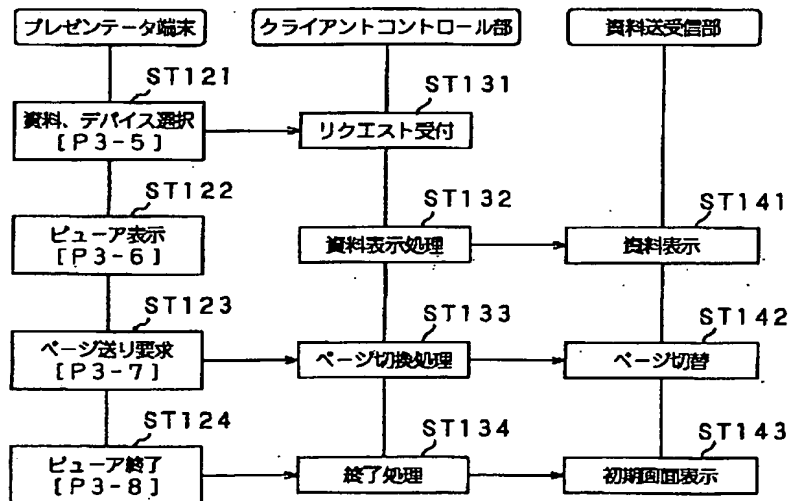 プレゼンテータ端末
クライアントコントロール部
資料送受信部
ST121
ST131
資料、デバイス選択
[P3-5]
リクエスト受付
ST122
ST132
ST141
ビューア表示
[P3-6]
資料表示処理
資料表示
ST123
ST133
ST142
ページ送り要求
[P3-7]
ページ切換処理
ページ切替
ST124
ST134
ST143
ビューア終了
[P3-8]
終了処理
初期画面表示